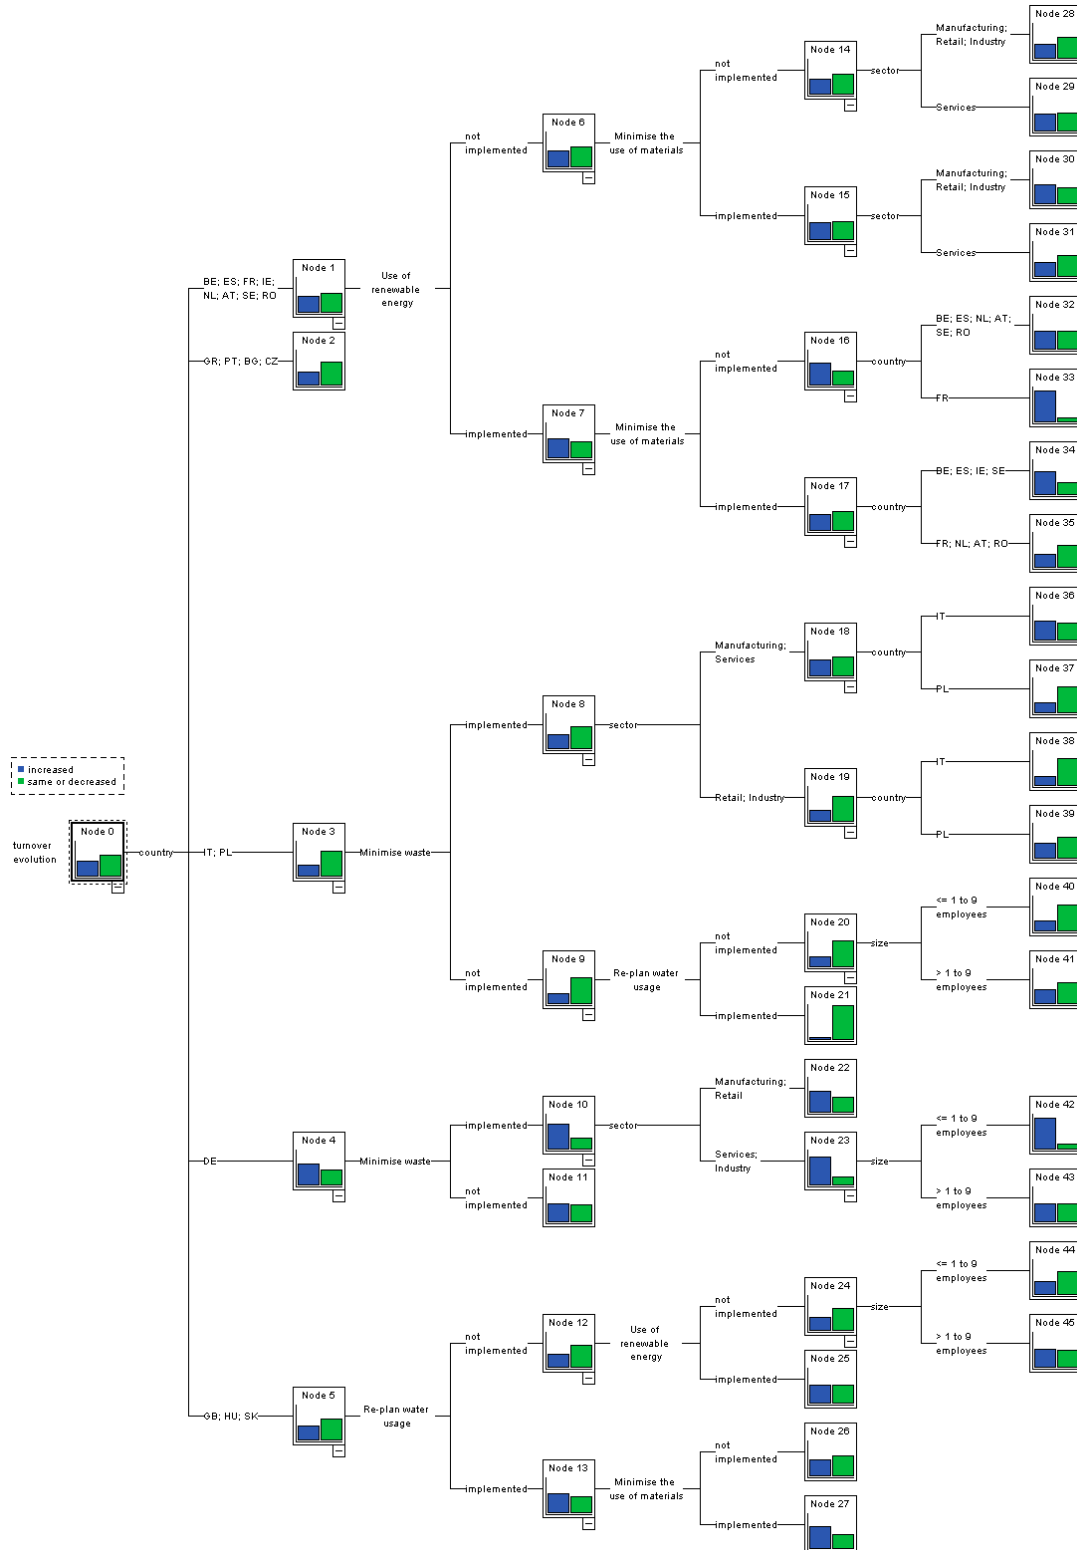 Node 28
Manufacturing;
Retail; Industry
Node 14
not
implemented
sector
Node 29
Services
Node 6
not
implemented
Minimise the
use of materials
Node 30
Manufacturing;
Retail; Industry
Node 15
implemented
sector
Node 31
Services
Node 1
BE; ES; FR; IE;
NL; AT; SE; RO
Use of
renewable
energy
Node 32
BE; ES; NL; AT;
SE; RO
Node 2
GR; PT; BG; CZ
Node 16
not
implemented
country
Node 33
FR
Node 7
implemented
Minimise the
use of materials
Node 34
BE; ES; IE; SE
Node 17
implemented
country
Node 35
FR; NL; AT; RO
Node 36
IT
Node 18
Manufacturing;
Services
country
Node 37
PL
Node 8
implemented
sector
Node 38
IT
Node 19
Retail; Industry
country
Node 39
PL
increased
same or decreased
Node 0
turnover
evolution
country
IT; PL
Node 3
Minimise waste
Node 40
<= 1 to 9
employees
Node 20
not
implemented
size
Node 41
> 1 to 9
employees
Node 9
not
implemented
Re-plan water
usage
Node 21
implemented
Node 22
Manufacturing;
Retail
Node 10
implemented
sector
Node 42
<= 1 to 9
employees
Node 4
DE
Minimise waste
Node 23
Services;
Industry
size
Node 11
not
implemented
Node 43
> 1 to 9
employees
Node 44
<= 1 to 9
employees
Node 24
not
implemented
size
Node 12
not
implemented
Use of
renewable
energy
Node 45
> 1 to 9
employees
Node 25
implemented
Node 5
GB; HU; SK
Re-plan water
usage
Node 26
not
implemented
Node 13
implemented
Minimise the
use of materials
Node 27
implemented